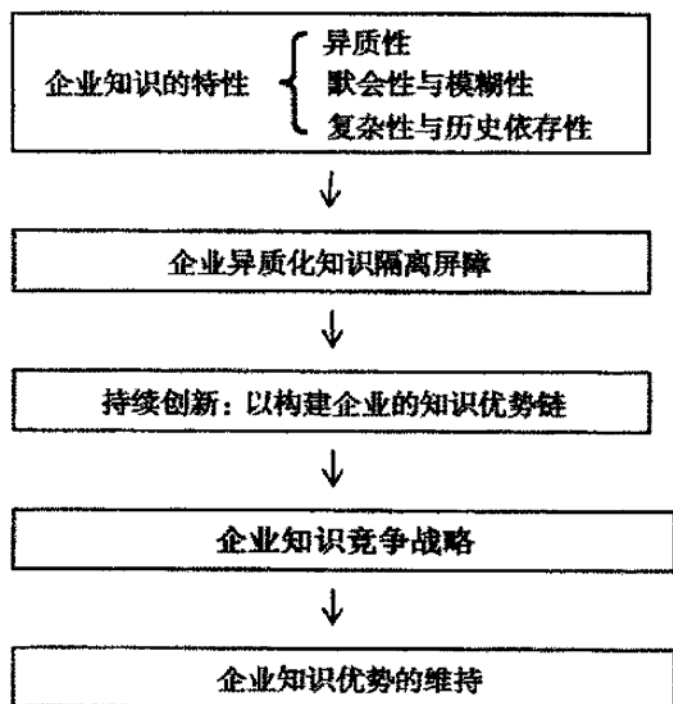 异质性
企业知识的特性
默会性与模糊性
复杂性与历史依存性
企业异质化知识隔离屏障
持续创新：以构建企业的知识优势链
企业知识竞争战略
企业知识优势的维持